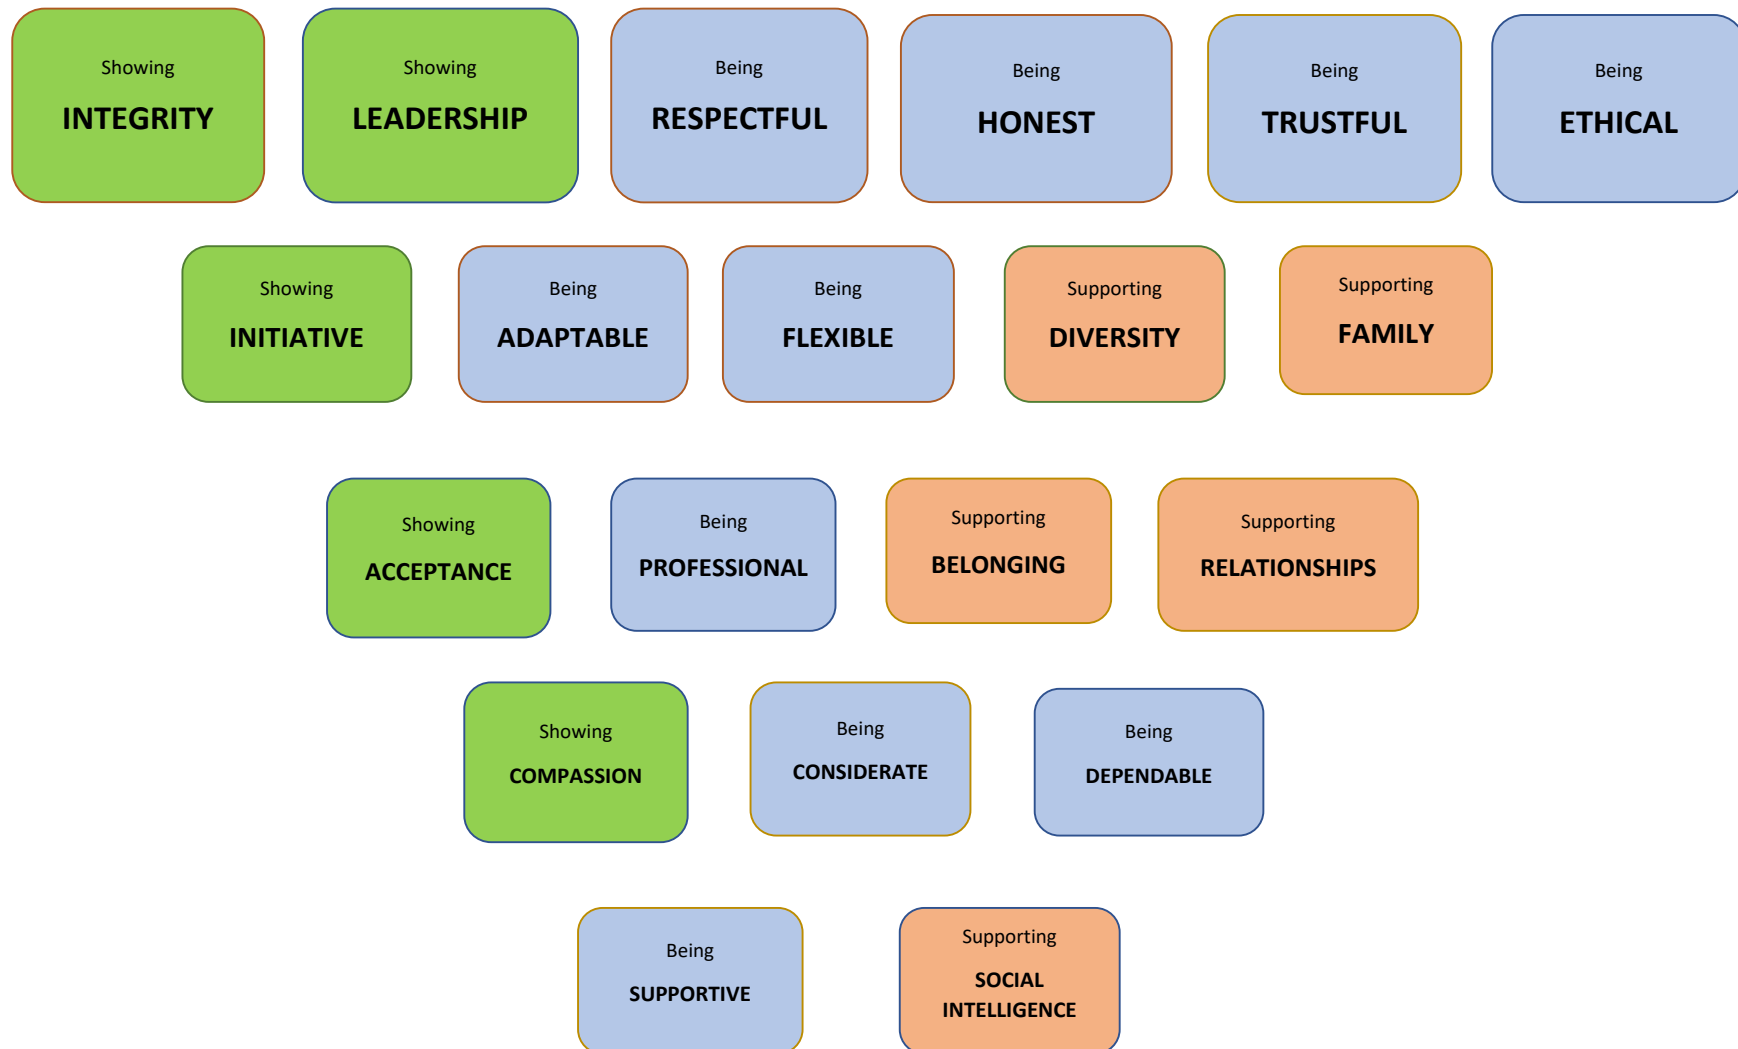 Showing
INTEGRITY
Showing
LEADERSHIP
Being
RESPECTFUL
Being
HONEST
Being
TRUSTFUL
Being
ETHICAL
Showing
INITIATIVE
Being
ADAPTABLE
Being
FLEXIBLE
Supporting
DIVERSITY
Supporting
FAMILY
Showing
ACCEPTANCE
Being
PROFESSIONAL
Supporting
BELONGING
Supporting
RELATIONSHIPS
Showing
COMPASSION
Being
CONSIDERATE
Being
DEPENDABLE
Being
SUPPORTIVE
Supporting
SOCIAL
INTELLIGENCE